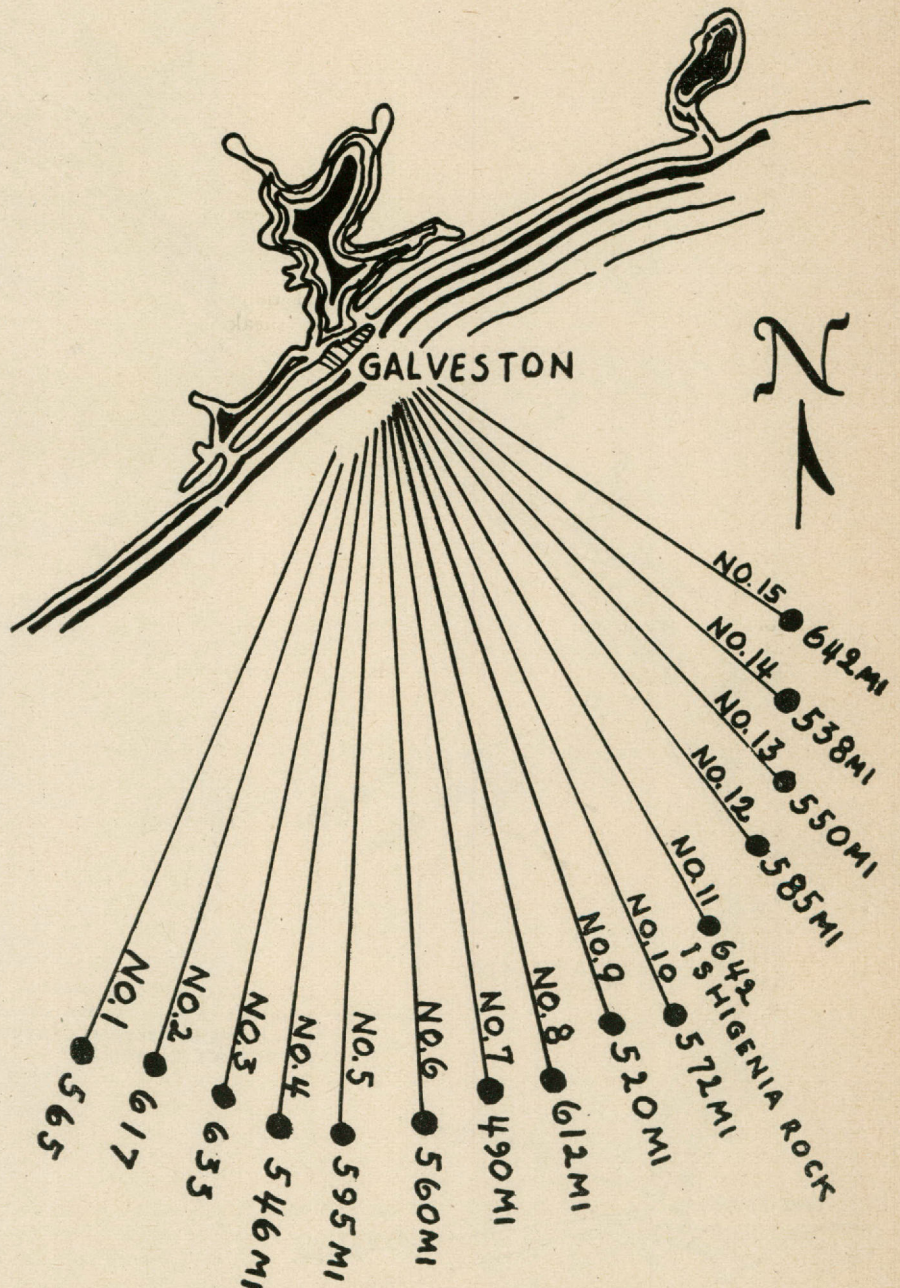 GALVESTON
N
NO.15
642MI
NO.14
538MI
NO.13
550MI
NO.12
585MI
NO.11
642
ISHIGENIA ROCK
NO.10
572MI
NO.9
520MI
NO.8
612MI
NO.7
490MI
NO.6
560MI
NO.5
595MI
NO.4
546MI
NO.3
633
NO.2
617
NO.1
565